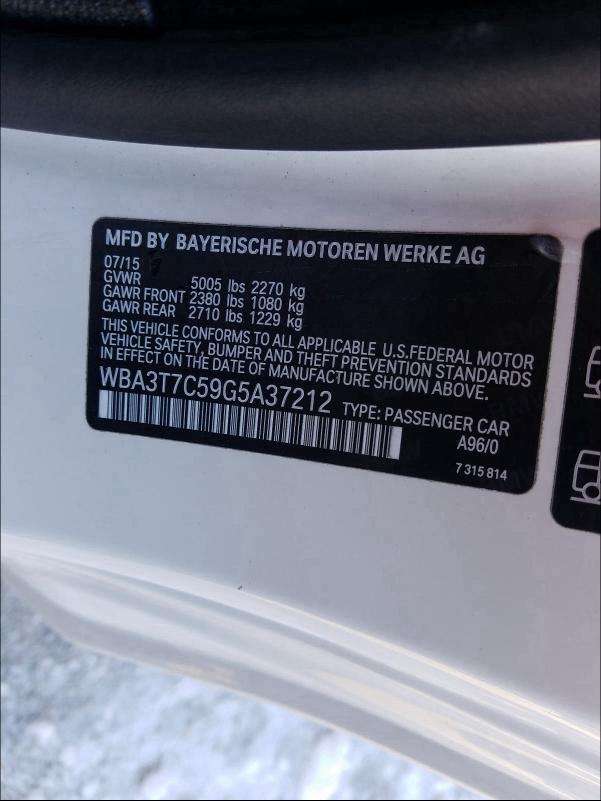 MFD BY BAYERISCHE MOTOREN WERKE AG
07/15
GVWR 5005 lbs 2270 kg
GAWR FRONT 2380 lbs 1080 kg
GAWR REAR 2710 lbs 1229 kg
THIS VEHICLE CONFORMS TO ALL APPLICABLE U.S.FEDERAL MOTOR
VEHICLE SAFETY, BUMPER AND THEFT PREVENTION STANDARDS
IN EFFECT ON THE DATE OF MANUFACTURE SHOWN ABOVE.
WBA3T7C59G5A37212 TYPE: PASSENGER CAR
A96/0
7 315 814